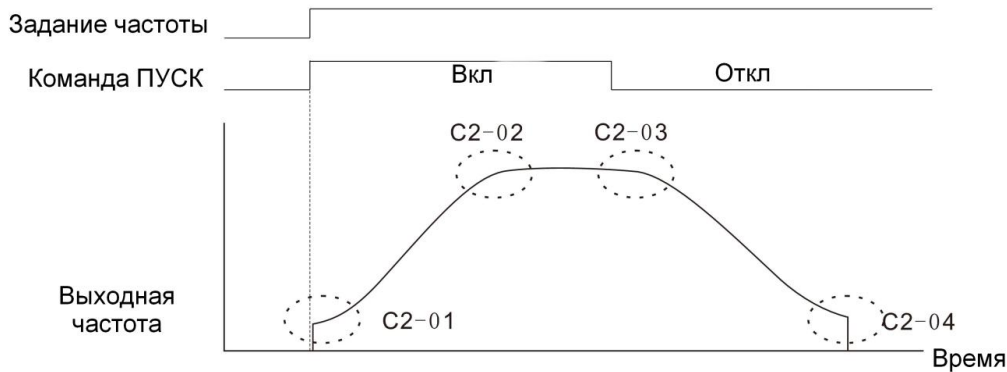 Задание частоты
Команда ПУСК
Вкл
Откл
C2-02
C2-03
Выходная
частота
C2-01
C2-04
Время